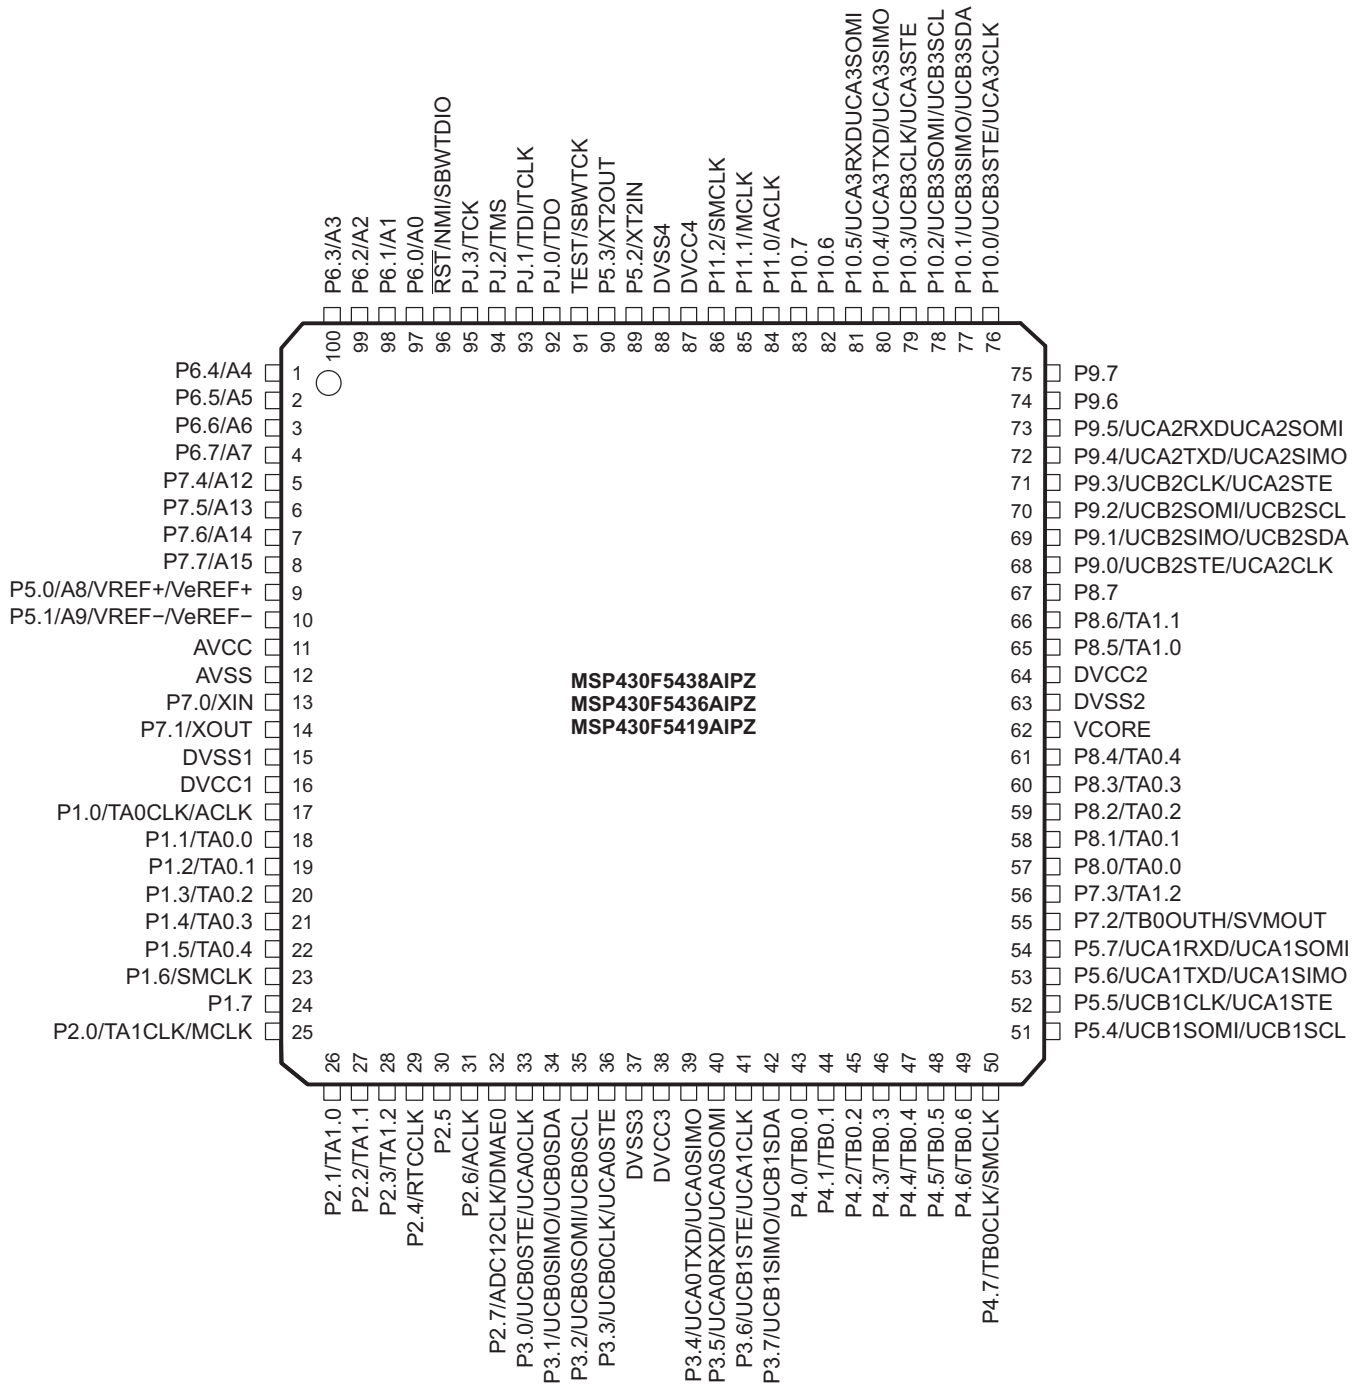 P6.3/A3
P6.2/A2
P6.1/A1
P6.0/A0
RST/NMI/SBWTDIO
PJ.3/TCK
PJ.2/TMS
PJ.1/TDI/TCLK
PJ.0/TDO
TEST/SBWTCK
P5.3/XT2OUT
P5.2/XT2IN
DVSS4
DVCC4
P11.2/SMCLK
P11.1/MCLK
P11.0/ACLK
P10.7
P10.6
P10.5/UCA3RXDUCA3SOMI
P10.4/UCA3TXD/UCA3SIMO
P10.3/UCB3CLK/UCA3STE
P10.2/UCB3SOMI/UCB3SCL
P10.1/UCB3SIMO/UCB3SDA
P10.0/UCB3STE/UCA3CLK
100
99
98
97
96
95
94
93
92
91
90
89
88
87
86
85
84
83
82
81
80
79
78
77
76
P6.4/A4 1
P6.5/A5 2
P6.6/A6 3
P6.7/A7 4
P7.4/A12 5
P7.5/A13 6
P7.6/A14 7
P7.7/A15 8
P5.0/A8/VREF+/VeREF+ 9
P5.1/A9/VREF−/VeREF− 10
AVCC 11
AVSS 12
P7.0/XIN 13
P7.1/XOUT 14
DVSS1 15
DVCC1 16
P1.0/TA0CLK/ACLK 17
P1.1/TA0.0 18
P1.2/TA0.1 19
P1.3/TA0.2 20
P1.4/TA0.3 21
P1.5/TA0.4 22
P1.6/SMCLK 23
P1.7 24
P2.0/TA1CLK/MCLK 25
MSP430F5438AIPZ
MSP430F5436AIPZ
MSP430F5419AIPZ
75 P9.7
74 P9.6
73 P9.5/UCA2RXDUCA2SOMI
72 P9.4/UCA2TXD/UCA2SIMO
71 P9.3/UCB2CLK/UCA2STE
70 P9.2/UCB2SOMI/UCB2SCL
69 P9.1/UCB2SIMO/UCB2SDA
68 P9.0/UCB2STE/UCA2CLK
67 P8.7
66 P8.6/TA1.1
65 P8.5/TA1.0
64 DVCC2
63 DVSS2
62 VCORE
61 P8.4/TA0.4
60 P8.3/TA0.3
59 P8.2/TA0.2
58 P8.1/TA0.1
57 P8.0/TA0.0
56 P7.3/TA1.2
55 P7.2/TB0OUTH/SVMOUT
54 P5.7/UCA1RXD/UCA1SOMI
53 P5.6/UCA1TXD/UCA1SIMO
52 P5.5/UCB1CLK/UCA1STE
51 P5.4/UCB1SOMI/UCB1SCL
26
27
28
29
30
31
32
33
34
35
36
37
38
39
40
41
42
43
44
45
46
47
48
49
50
P2.1/TA1.0
P2.2/TA1.1
P2.3/TA1.2
P2.4/RTCCLK
P2.5
P2.6/ACLK
P2.7/ADC12CLK/DMAE0
P3.0/UCB0STE/UCA0CLK
P3.1/UCB0SIMO/UCB0SDA
P3.2/UCB0SOMI/UCB0SCL
P3.3/UCB0CLK/UCA0STE
DVSS3
DVCC3
P3.4/UCA0TXD/UCA0SIMO
P3.5/UCA0RXD/UCA0SOMI
P3.6/UCB1STE/UCA1CLK
P3.7/UCB1SIMO/UCB1SDA
P4.0/TB0.0
P4.1/TB0.1
P4.2/TB0.2
P4.3/TB0.3
P4.4/TB0.4
P4.5/TB0.5
P4.6/TB0.6
P4.7/TB0CLK/SMCLK